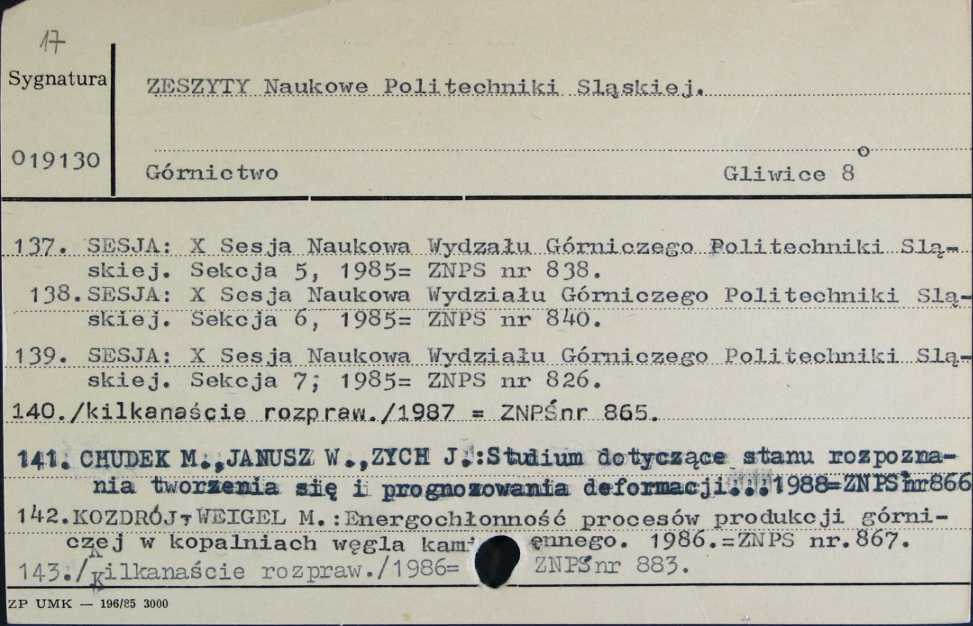 17
Sygnatura
ZESZYTY Naukowe Politechniki Sląskiej.
019130
Górnictwo Gliwice 8°
137. SESJA: X Sesja Naukowa Wydzału Górniczego Politechniki Slą-
skiej. Sekcja 5, 1985= ZNPS nr 838.
138. SESJA: X Sesja Naukowa Wydziału Górniczego Politechniki Slą-
skiej. Sekcja 6, 1985= ZNPS nr 840.
139. SESJA: X Sesja Naukowa Wydziału Górniczego Politechniki Slą-
skiej. Sekcja 7; 1985= ZNPS nr 826.
140./kilkanaście rozpraw./1987 = ZNPŚnr 865.
141. CHUDEK M.,JANUSZ W.,ZYCH J.:Studium dotyczące stanu rozpozna-
nia tworzenia się i prognozowania deformacji...1988=ZNPS nr866
142.KOZDRÓJ-WEIGEL M.:Energochłonność procesów produkcji górni-
czej w kopalniach węgla kami ennego. 1986.=ZNPS nr.867.
143./Kilkanaście rozpraw./1986= ZNPŚnr 883.
ZP UMK — 196/85 3000